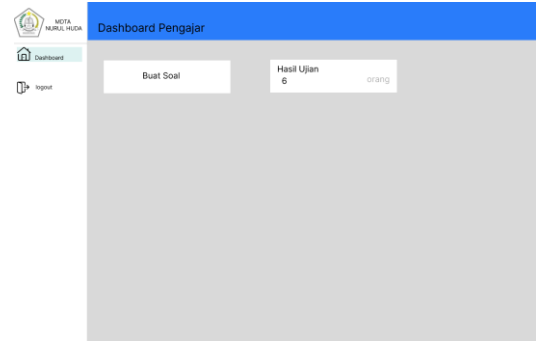 MDTA
NURUL HUDA
Dashboard
logout
Dashboard Pengajar
Buat Soal
Hasil Ujian
6 orang